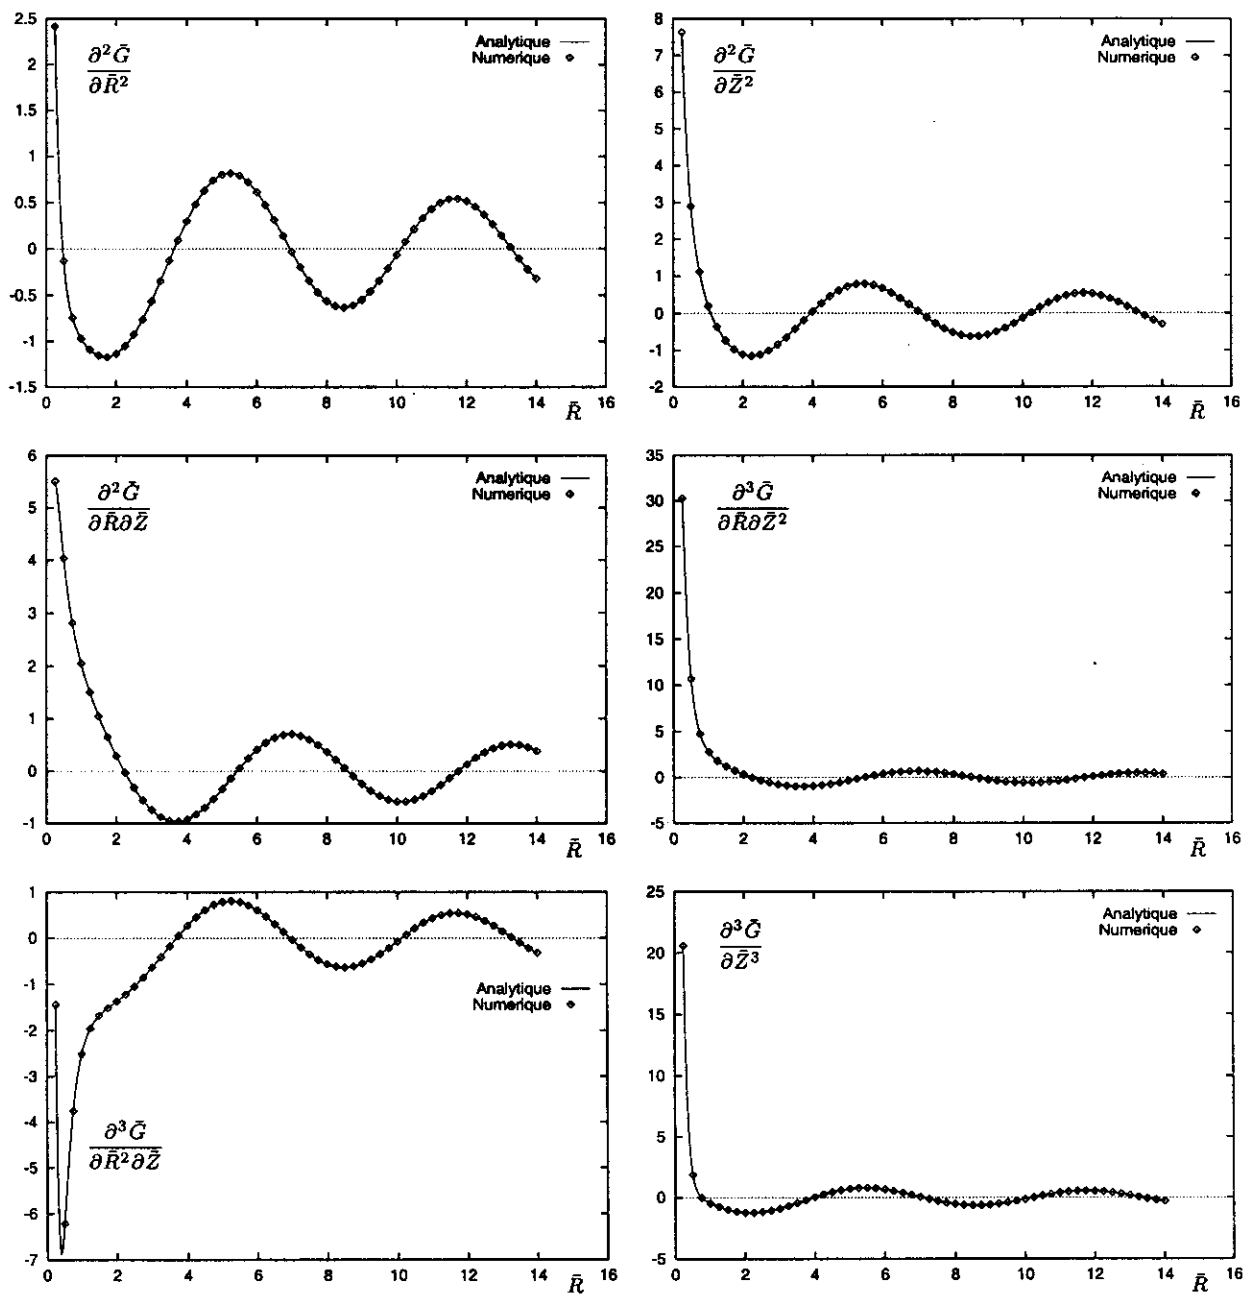 2.5
2
1.5
1
0.5
0
-0.5
-1
-1.5
0 2 4 6 8 10 12 14 16
∂²Ḡ
∂R̄²
Analytique
Numerique
R̄
8
7
6
5
4
3
2
1
0
-1
-2
0 2 4 6 8 10 12 14 16
∂²Ḡ
∂Z̄²
Analytique
Numerique
R̄
6
5
4
3
2
1
0
-1
0 2 4 6 8 10 12 14 16
∂²Ḡ
∂R̄∂Z̄
Analytique
Numerique
R̄
35
30
25
20
15
10
5
0
-5
0 2 4 6 8 10 12 14 16
∂³Ḡ
∂R̄∂Z̄²
Analytique
Numerique
R̄
1
0
-1
-2
-3
-4
-5
-6
-7
0 2 4 6 8 10 12 14 16
Analytique
Numerique
∂³Ḡ
∂R̄²∂Z̄
R̄
25
20
15
10
5
0
-5
0 2 4 6 8 10 12 14 16
∂³Ḡ
∂Z̄³
Analytique
Numerique
R̄